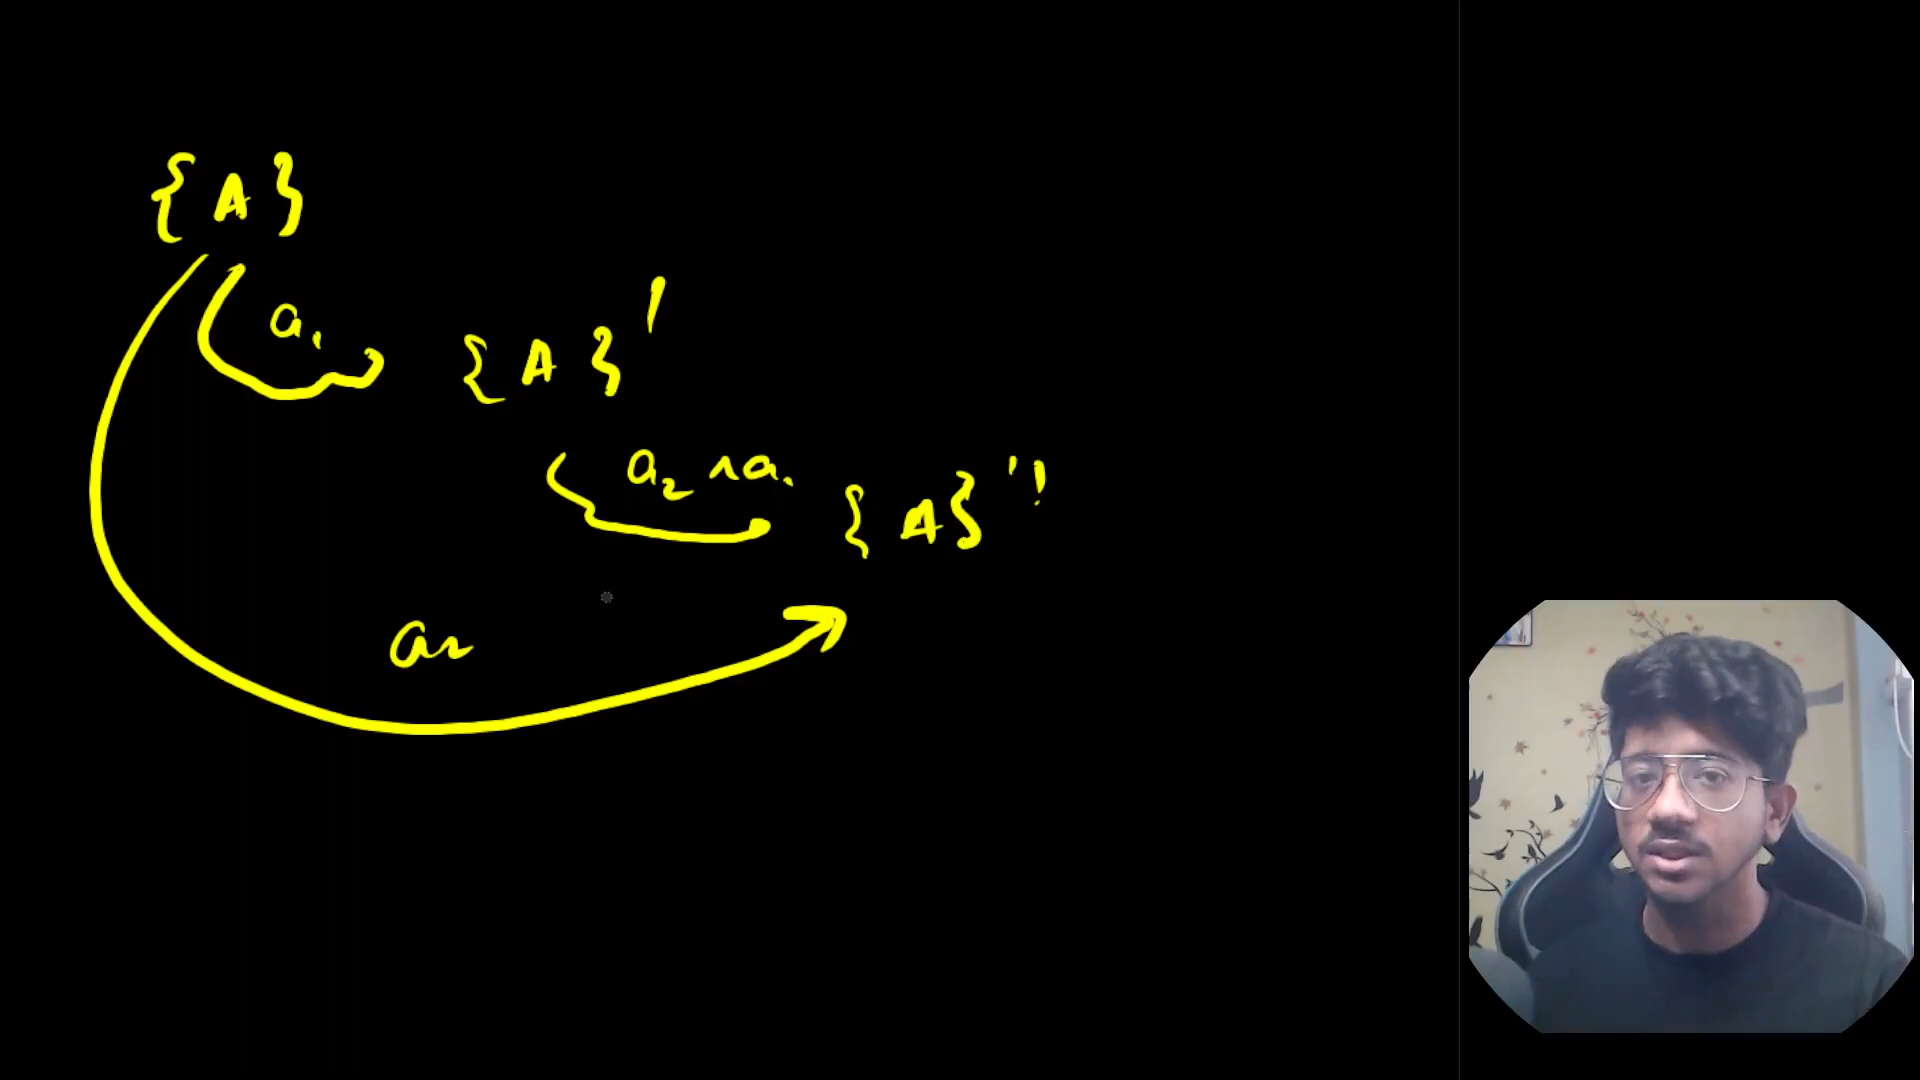 {A}
a₁
{A}'
a₂ ^ a₁
{A}''
a₂